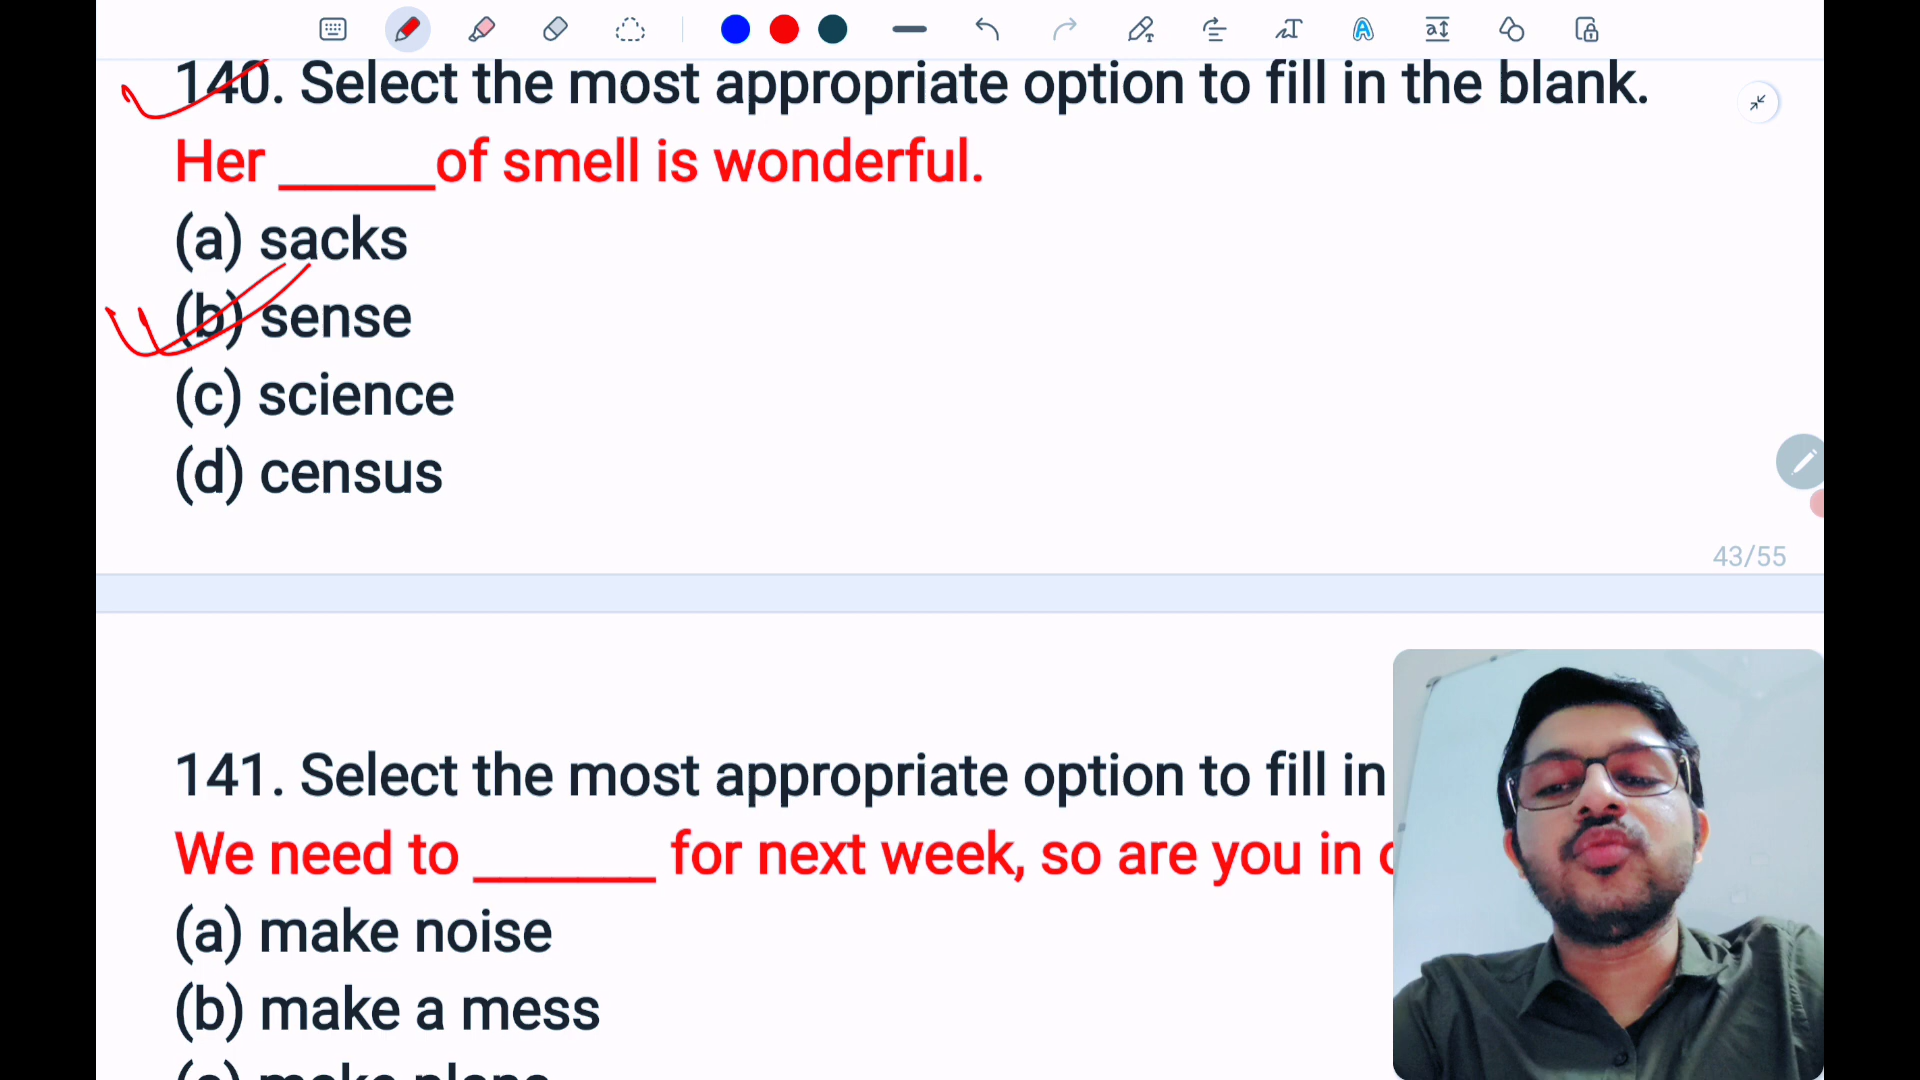 140. Select the most appropriate option to fill in the blank.
Her ______of smell is wonderful.
(a) sacks
(b) sense
(c) science
(d) census
43/55
141. Select the most appropriate option to fill in
We need to _______ for next week, so are you in
(a) make noise
(b) make a mess
(c) make plans